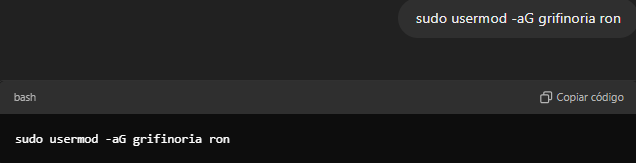 sudo usermod -aG grifinoria ron
bash
Copiar código
sudo usermod -aG grifinoria ron